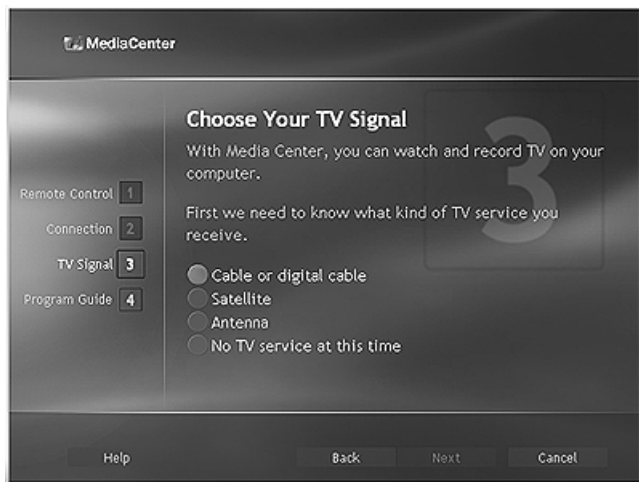 MediaCenter
Choose Your TV Signal
With Media Center, you can watch and record TV on your
computer.
First we need to know what kind of TV service you
receive.
Cable or digital cable
Satellite
Antenna
No TV service at this time
Remote Control 1
Connection 2
TV Signal 3
Program Guide 4
3
Help
Back
Next
Cancel